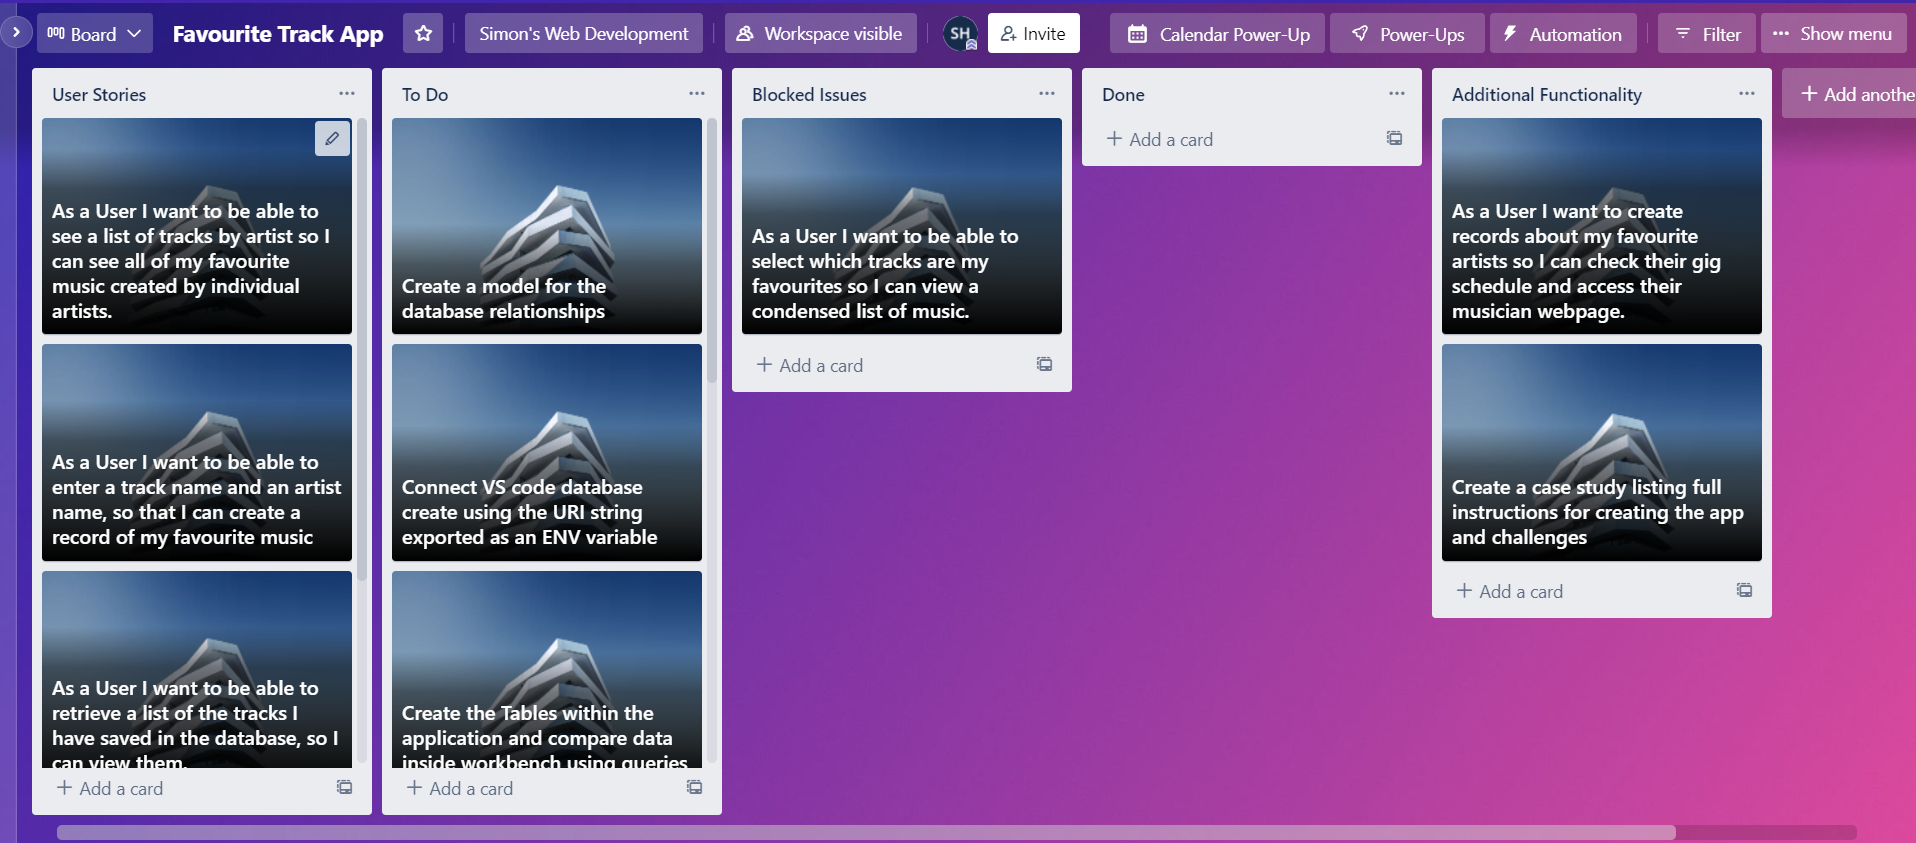 Board
Favourite Track App
Simon's Web Development
Workspace visible
SH
Invite
Calendar Power-Up
Power-Ups
Automation
Filter
Show menu
User Stories
As a User I want to be able to
see a list of tracks by artist so I
can see all of my favourite
music created by individual
artists.
As a User I want to be able to
enter a track name and an artist
name, so that I can create a
record of my favourite music
As a User I want to be able to
retrieve a list of the tracks I
have saved in the database, so I
can view them.
+ Add a card
To Do
Create a model for the
database relationships
Connect VS code database
create using the URI string
exported as an ENV variable
Create the Tables within the
application and compare data
inside workbench using queries
+ Add a card
Blocked Issues
As a User I want to be able to
select which tracks are my
favourites so I can view a
condensed list of music.
+ Add a card
Done
+ Add a card
Additional Functionality
As a User I want to create
records about my favourite
artists so I can check their gig
schedule and access their
musician webpage.
Create a case study listing full
instructions for creating the app
and challenges
+ Add a card
+ Add anothe